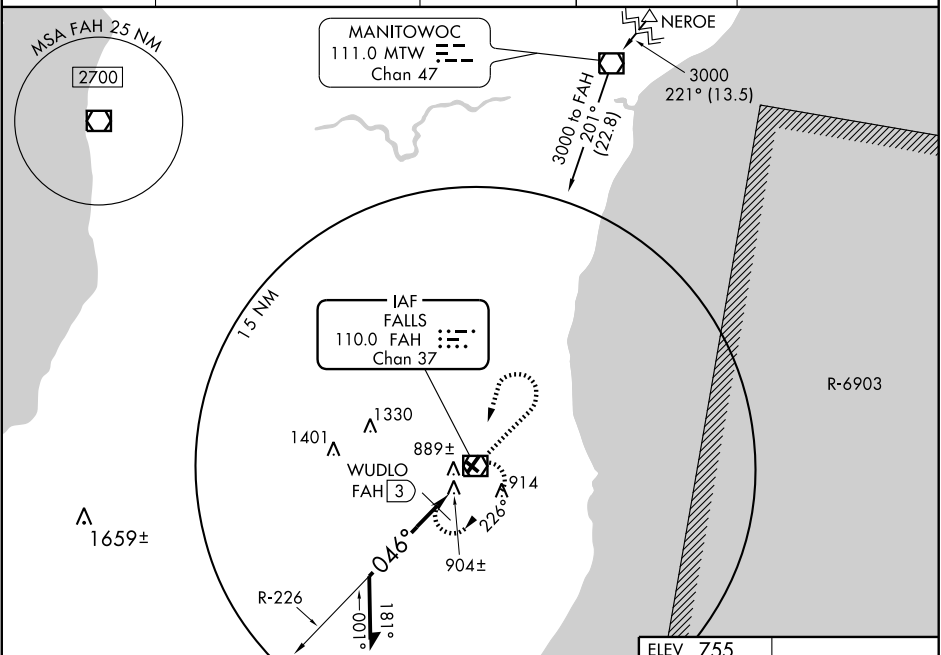 MSA FAH 25 NM
2700
MANITOWOC
111.0 MTW
Chan 47
NEROE
3000
221° (13.5)
3000 to FAH
201°
(22.8)
15 NM
IAF
FALLS
110.0 FAH
Chan 37
R-6903
1330
1401
889±
WUDLO
FAH 3
914
226°
1659±
046°
904±
R-226
001°
181°
ELEV 755